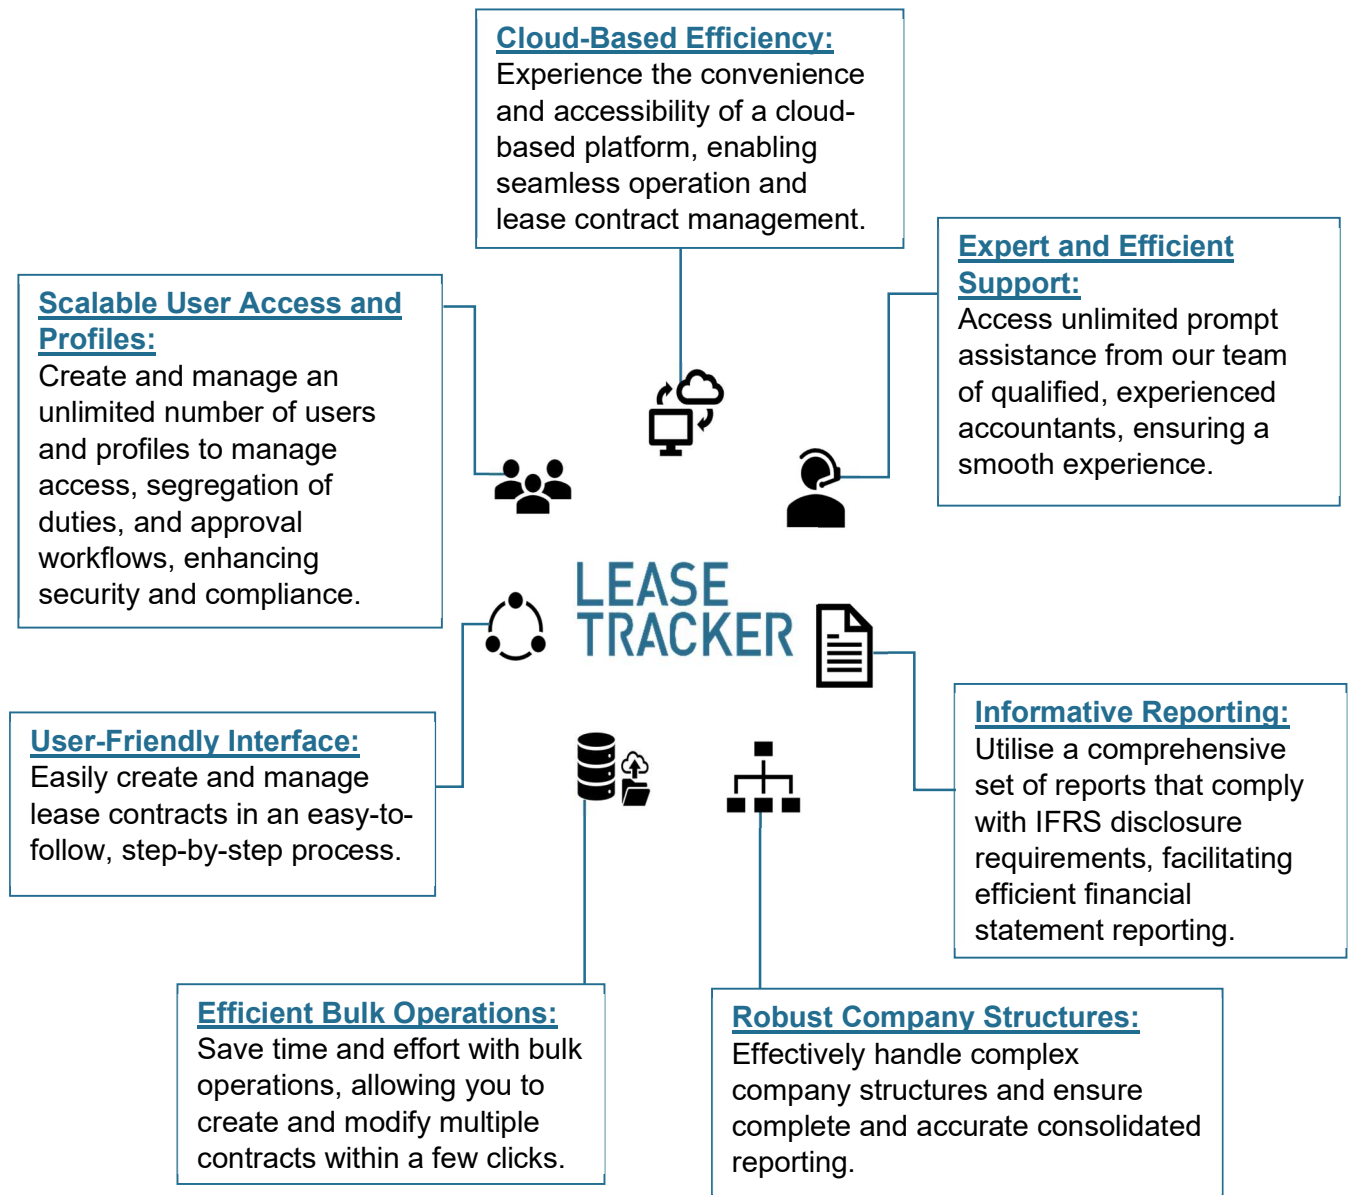 Cloud-Based Efficiency:
Experience the convenience
and accessibility of a cloud-
based platform, enabling
seamless operation and
lease contract management.
Expert and Efficient
Support:
Access unlimited prompt
assistance from our team
of qualified, experienced
accountants, ensuring a
smooth experience.
Scalable User Access and
Profiles:
Create and manage an
unlimited number of users
and profiles to manage
access, segregation of
duties, and approval
workflows, enhancing
security and compliance.
LEASE
TRACKER
User-Friendly Interface:
Easily create and manage
lease contracts in an easy-to-
follow, step-by-step process.
Informative Reporting:
Utilise a comprehensive
set of reports that comply
with IFRS disclosure
requirements, facilitating
efficient financial
statement reporting.
Efficient Bulk Operations:
Save time and effort with bulk
operations, allowing you to
create and modify multiple
contracts within a few clicks.
Robust Company Structures:
Effectively handle complex
company structures and ensure
complete and accurate consolidated
reporting.